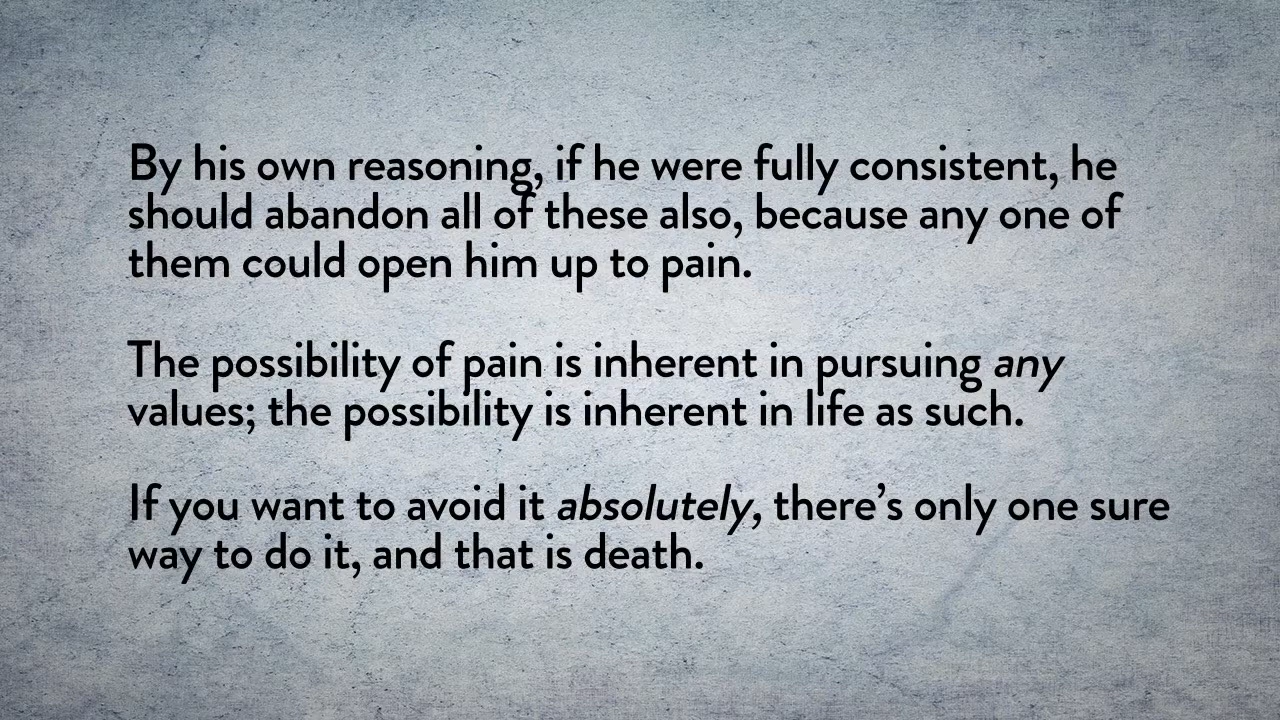 By his own reasoning, if he were fully consistent, he
should abandon all of these also, because any one of
them could open him up to pain.
The possibility of pain is inherent in pursuing any
values; the possibility is inherent in life as such.
If you want to avoid it absolutely, there’s only one sure
way to do it, and that is death.